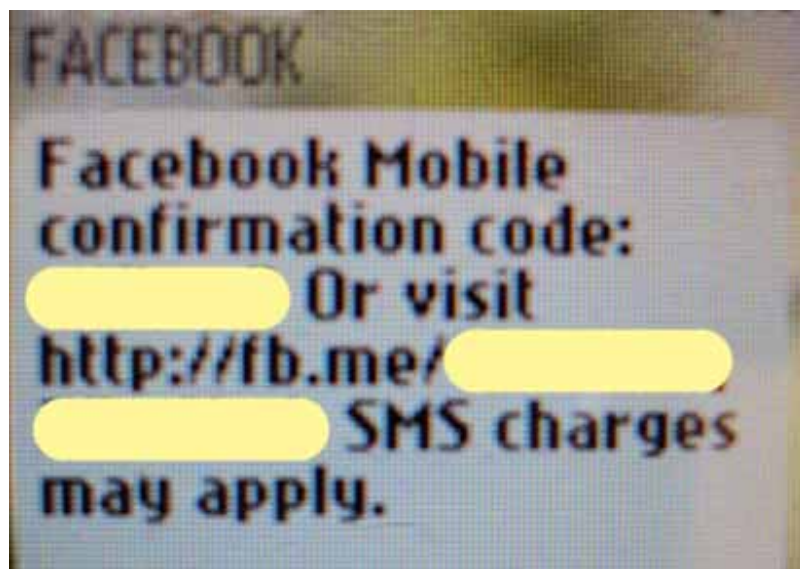 FACEBOOK
Facebook Mobile
confirmation code:
Or visit
http://fb.me/
SMS charges
may apply.